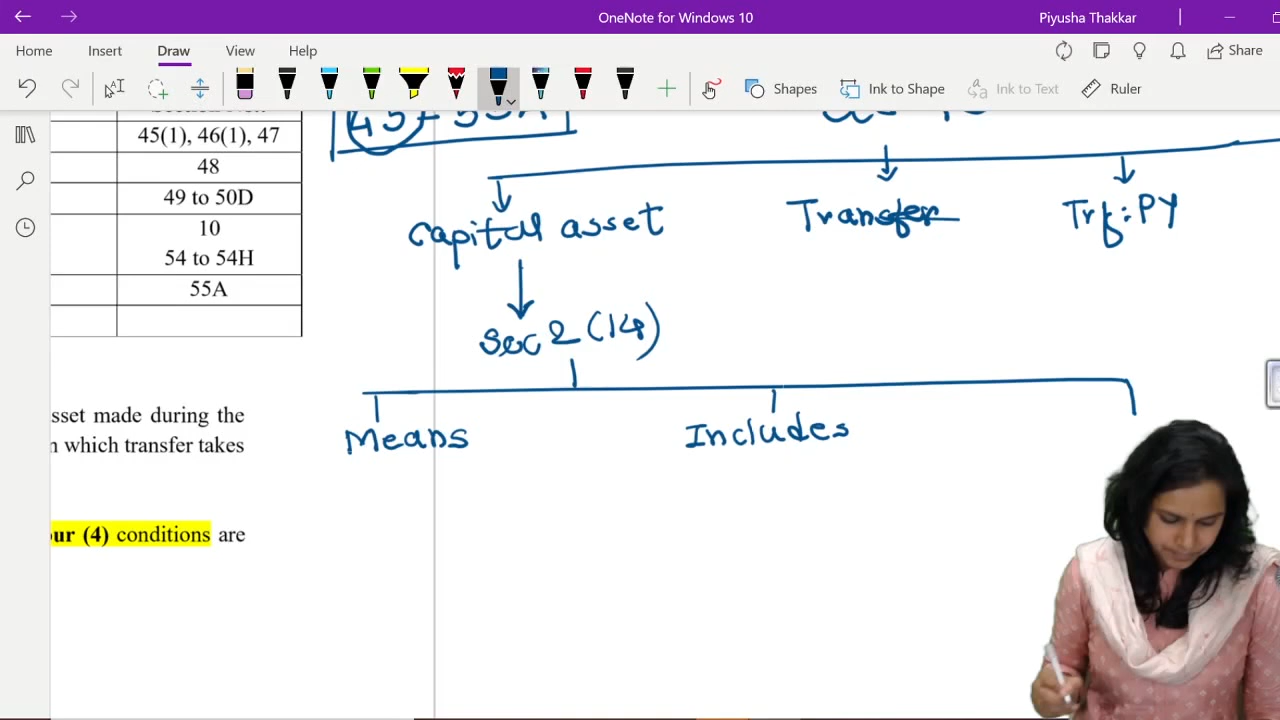 OneNote for Windows 10
Piyusha Thakkar
Home Insert Draw View Help
Share
Shapes
Ink to Shape
Ink to Text
Ruler
45(1), 46(1), 47
48
49 to 50D
10
54 to 54H
55A
Capital asset
Transfer
Trf: PY
Sec 2 (14)
Means
Includes
sset made during the
n which transfer takes
our (4) conditions are